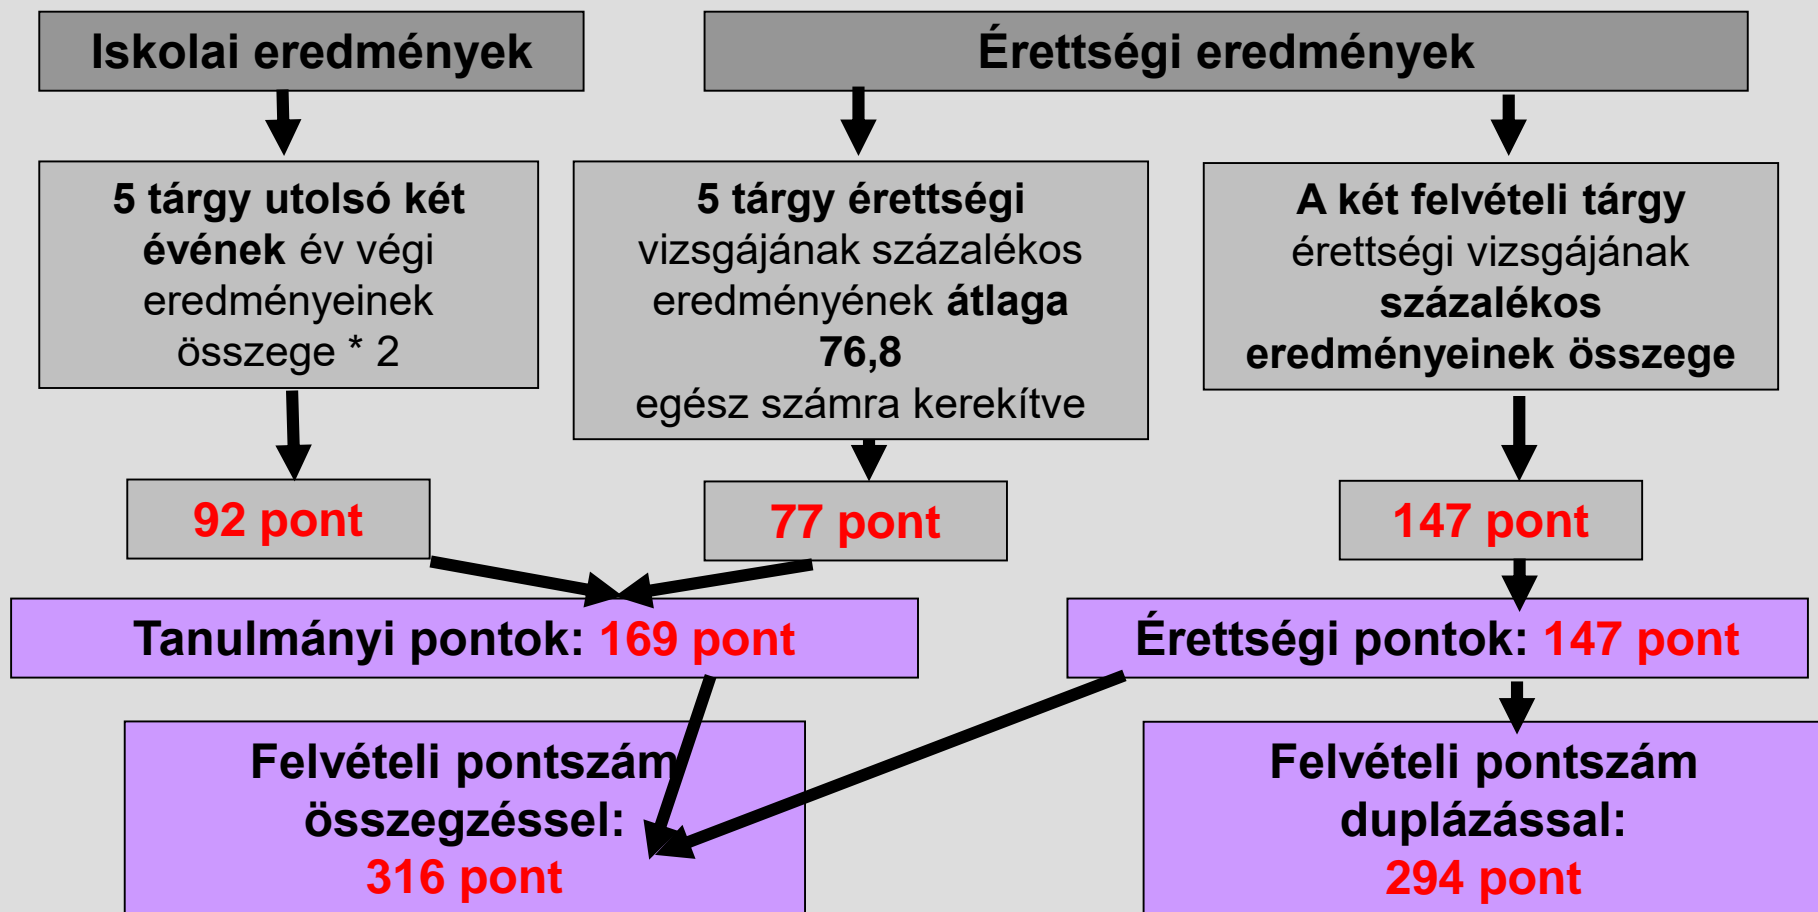 Iskolai eredmények
Érettségi eredmények
5 tárgy utolsó két
évének év végi
eredményeinek
összege * 2
5 tárgy érettségi
vizsgájának százalékos
eredményének átlaga
76,8
egész számra kerekítve
A két felvételi tárgy
érettségi vizsgájának
százalékos
eredményeinek összege
92 pont
77 pont
147 pont
Tanulmányi pontok: 169 pont
Érettségi pontok: 147 pont
Felvételi pontszám
összegzéssel:
316 pont
Felvételi pontszám
duplázással:
294 pont